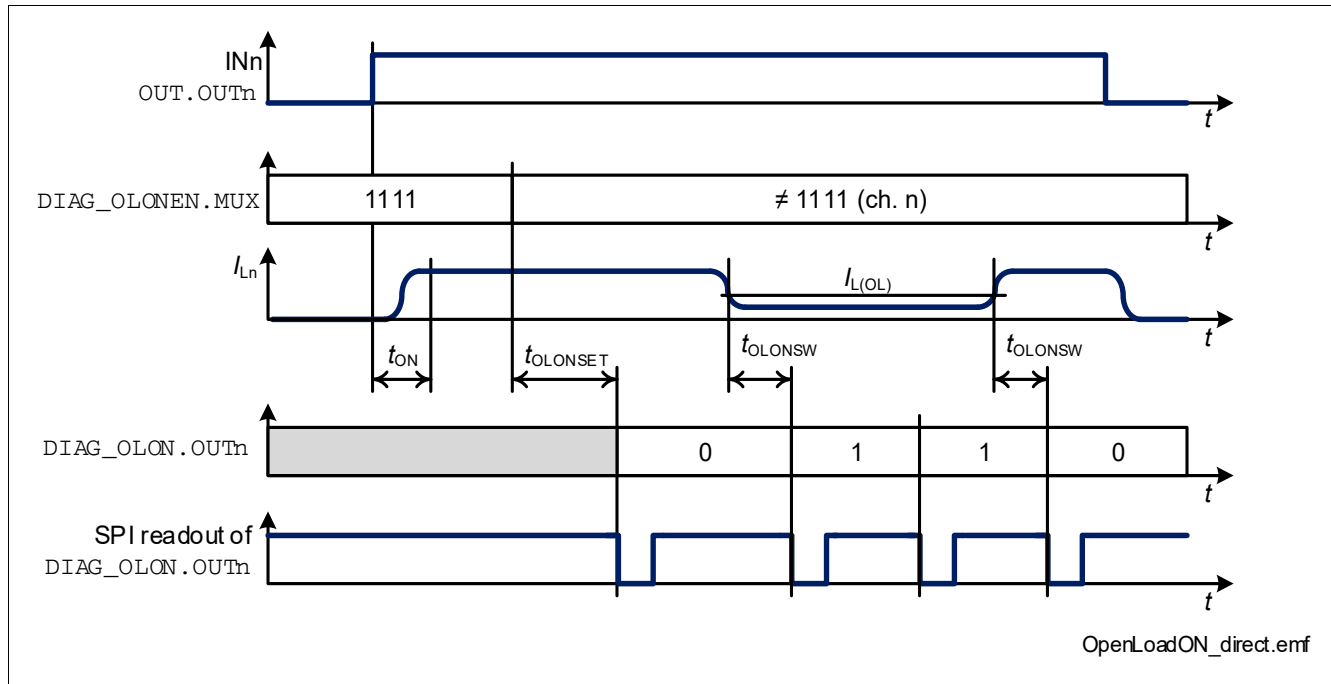 INn
OUT.OUTn
t
DIAG_OLONEN.MUX
1111
≠ 1111 (ch. n)
t
ILn
IL(OL)
t
tON
tOLONSET
tOLONSW
tOLONSW
DIAG_OLON.OUTn
0
1
1
0
t
SPI readout of
DIAG_OLON.OUTn
t
OpenLoadON_direct.emf